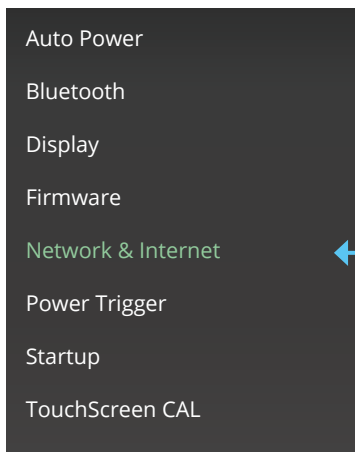 Auto Power
Bluetooth
Display
Firmware
Network & Internet
Power Trigger
Startup
TouchScreen CAL